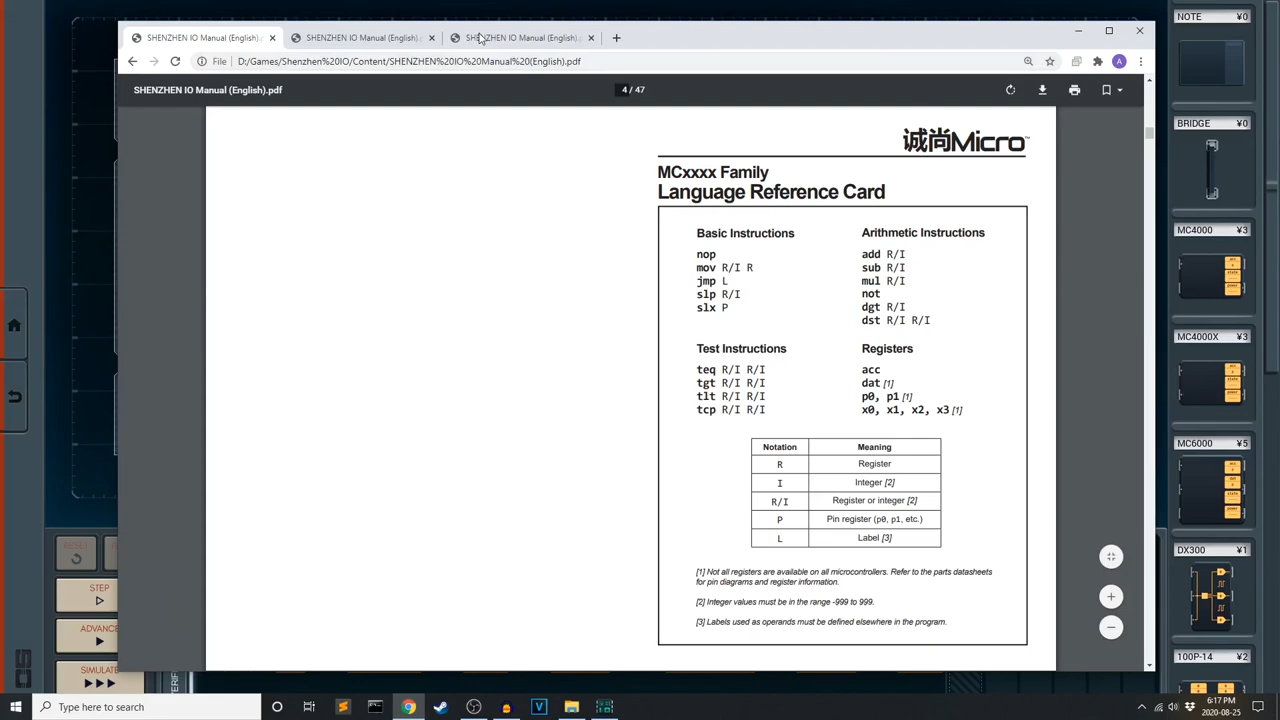 NOTE ¥0
SHENZHEN IO Manual (English).
SHENZHEN IO Manual (English).
SHENZHEN IO Manual (English).
File D:/Games/Shenzhen%20IO/Content/SHENZHEN%20IO%20Manual%20(English).pdf
A
SHENZHEN IO Manual (English).pdf
4 / 47
BRIDGE ¥0
诚尚Micro™
MCxxxx Family
Language Reference Card
Basic Instructions
nop
mov R/I R
jmp L
slp R/I
slx P
Arithmetic Instructions
add R/I
sub R/I
mul R/I
not
dgt R/I
dst R/I R/I
Test Instructions
teq R/I R/I
tgt R/I R/I
tlt R/I R/I
tcp R/I R/I
Registers
acc
dat [1]
p0, p1 [1]
x0, x1, x2, x3 [1]
Notation Meaning
R Register
I Integer [2]
R/I Register or integer [2]
P Pin register (p0, p1, etc.)
L Label [3]
[1] Not all registers are available on all microcontrollers. Refer to the parts datasheets
for pin diagrams and register information.
[2] Integer values must be in the range -999 to 999.
[3] Labels used as operands must be defined elsewhere in the program.
MC4000 ¥3
MC4000X ¥3
MC6000 ¥5
DX300 ¥1
100P-14 ¥2
RESET
STEP
ADVANC
SIMULATE
Type here to search
6:17 PM
2020-08-25